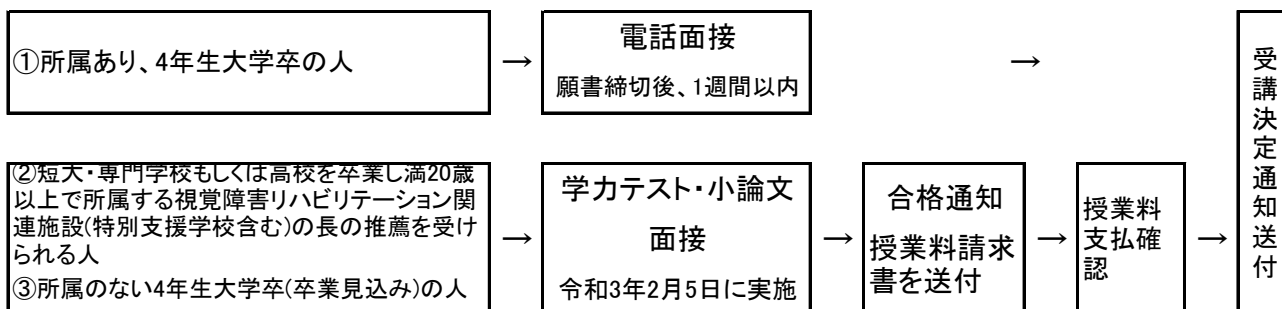 ①所属あり、4年生大学卒の人
→
電話面接
願書締切後、1週間以内
→
②短大・専門学校もしくは高校を卒業し満20歳
以上で所属する視覚障害リハビリテーション関
連施設(特別支援学校含む)の長の推薦を受け
られる人
③所属のない4年生大学卒(卒業見込み)の人
→
学力テスト・小論文
面接
令和3年2月5日に実施
→
合格通知
授業料請求
書を送付
→
授業料
支払確
認
→
受講決定通知送付